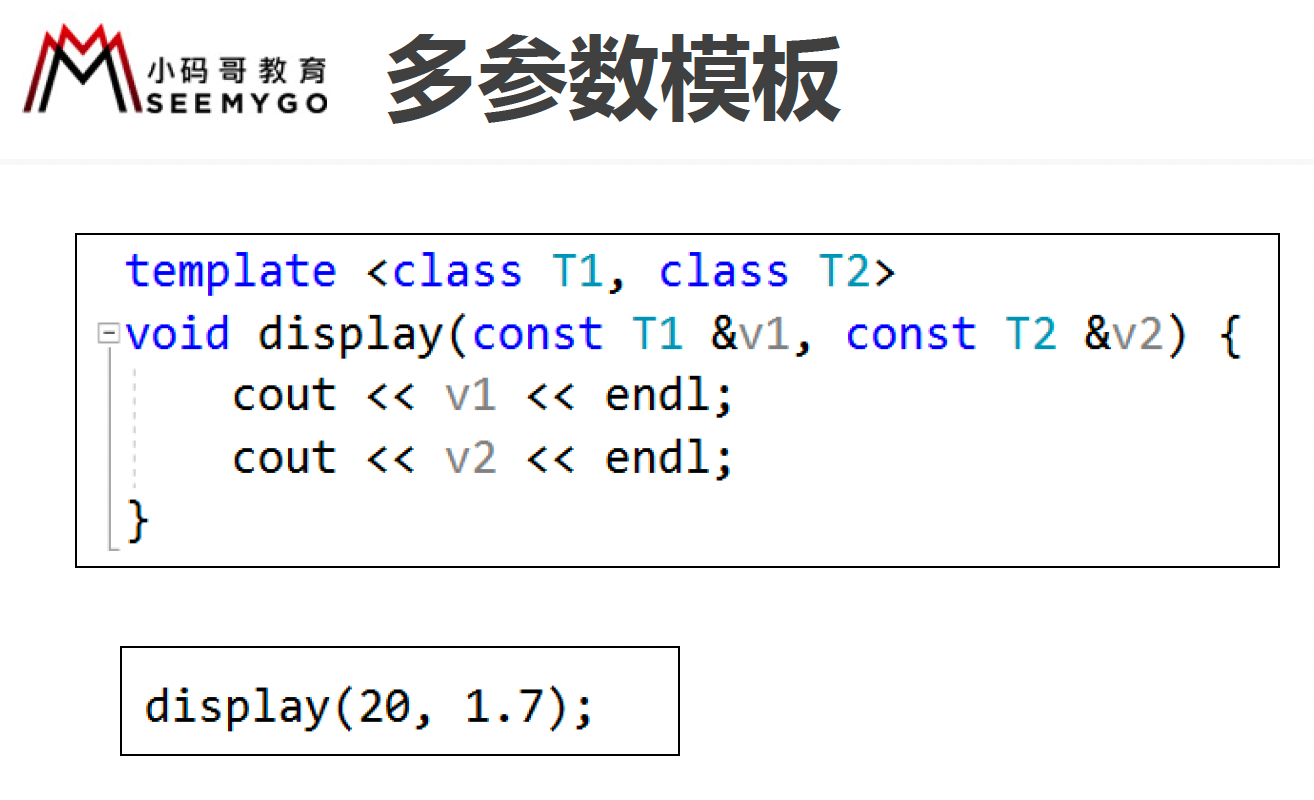 小码哥教育
SEEMYGO
多参数模板
template <class T1, class T2>
void display(const T1 &v1, const T2 &v2) {
    cout << v1 << endl;
    cout << v2 << endl;
}
display(20, 1.7);